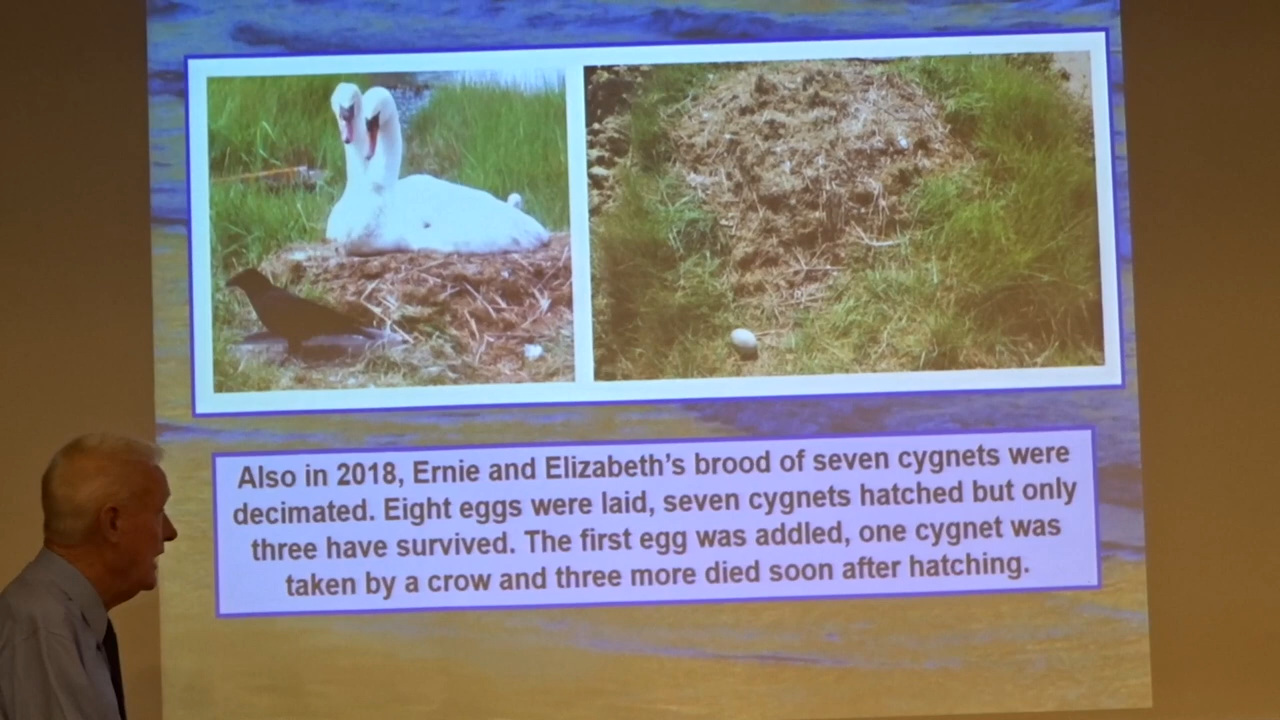 Also in 2018, Ernie and Elizabeth's brood of seven cygnets were
decimated. Eight eggs were laid, seven cygnets hatched but only
three have survived. The first egg was addled, one cygnet was
taken by a crow and three more died soon after hatching.